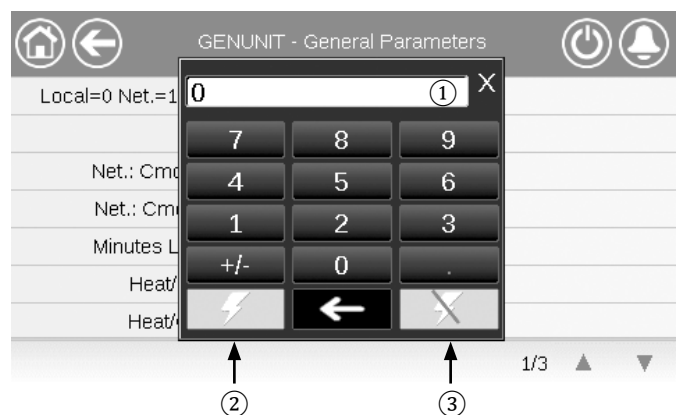 GENUNIT - General Parameters
Local=0 Net.=1
0 ① X
7 8 9
Net.: Cmd
4 5 6
Net.: Cm
1 2 3
Minutes L
+/- 0 .
Heat/
Heat/
1/3
② ③